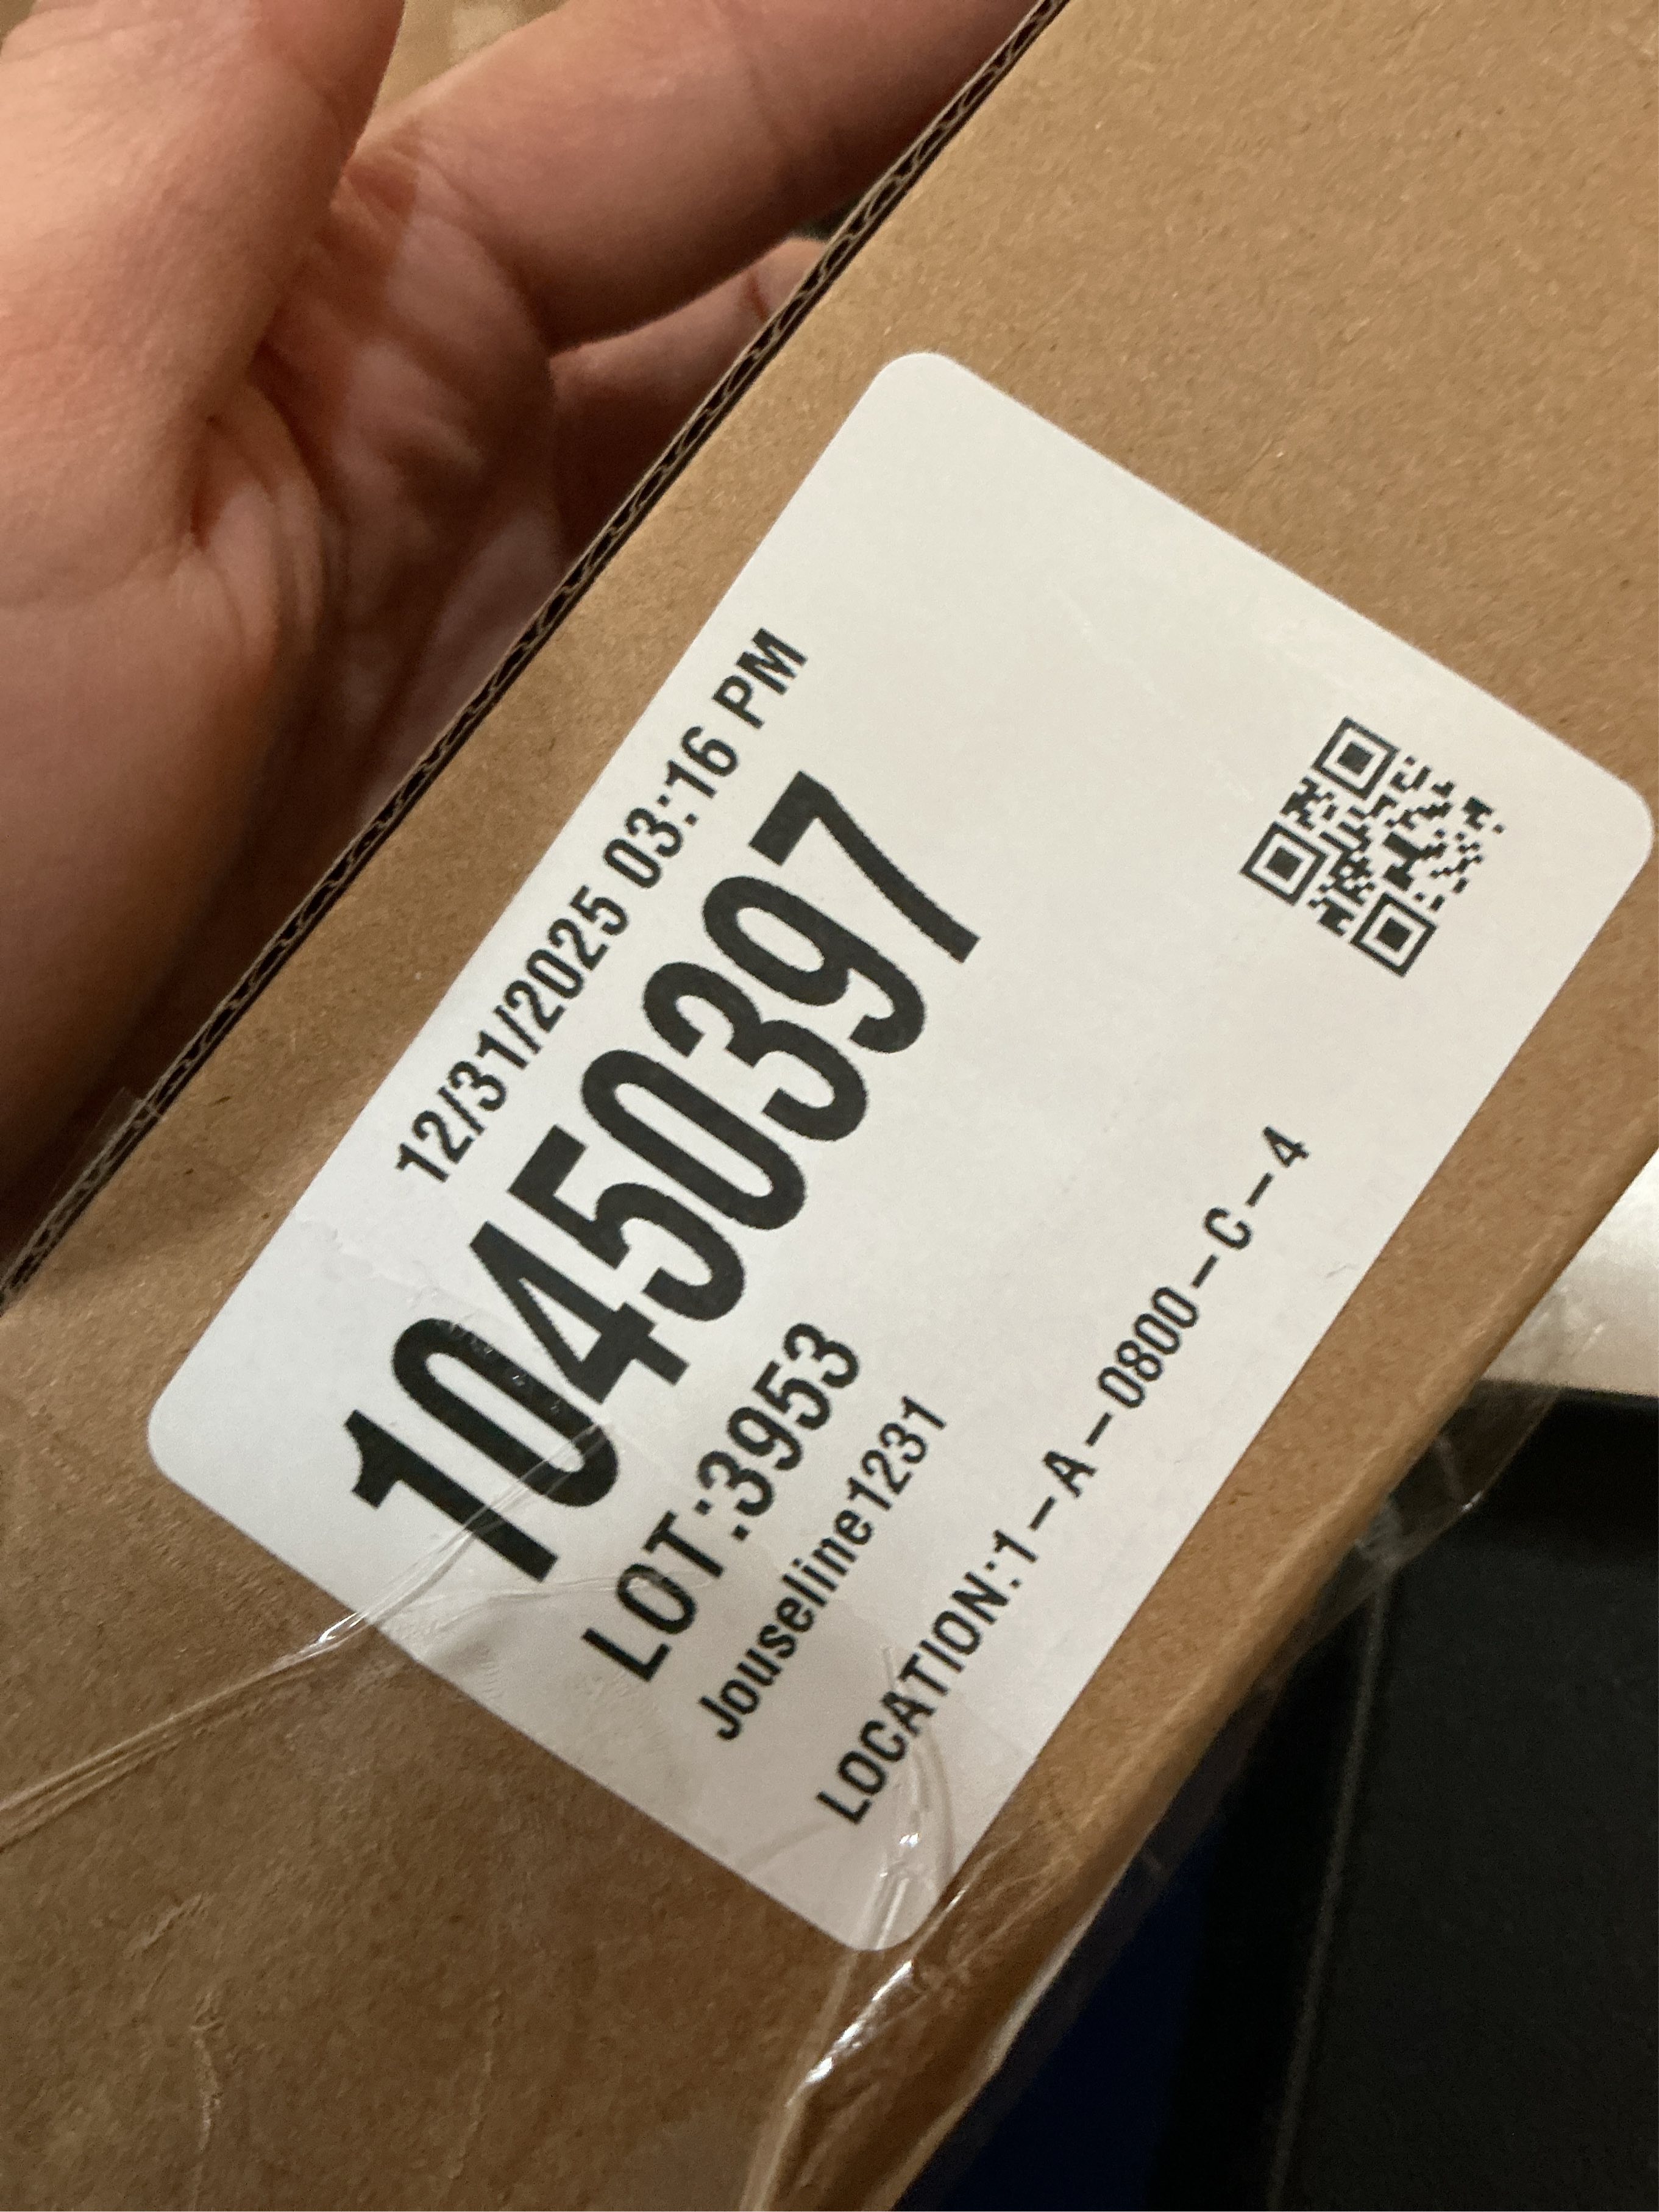 12/31/2025 03:16 PM
10450397
LOT:3953
Jouseline1231
LOCATION:1-A-0800-C-4